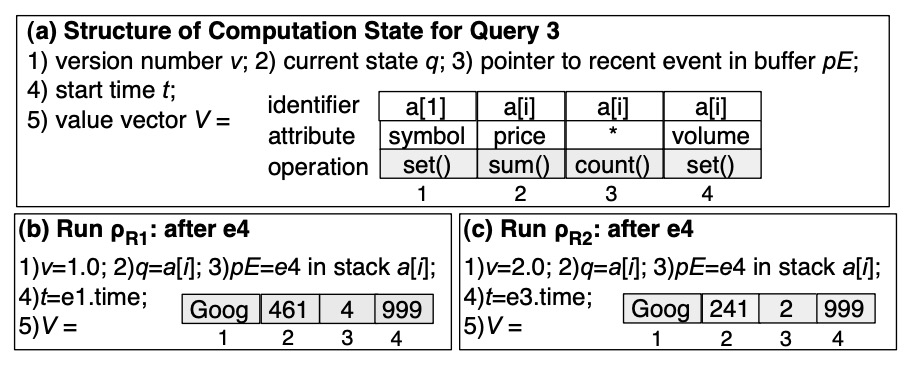 (a) Structure of Computation State for Query 3
1) version number v; 2) current state q; 3) pointer to recent event in buffer pE;
4) start time t;
5) value vector V =
identifier a[1] a[i] a[i] a[i]
attribute symbol price * volume
operation set() sum() count() set()
1 2 3 4
(b) Run ρR1: after e4
1)v=1.0; 2)q=a[i]; 3)pE=e4 in stack a[i];
4)t=e1.time;
5)V = Goog 461 4 999
1 2 3 4
(c) Run ρR2: after e4
1)v=2.0; 2)q=a[i]; 3)pE=e4 in stack a[i];
4)t=e3.time;
5)V = Goog 241 2 999
1 2 3 4